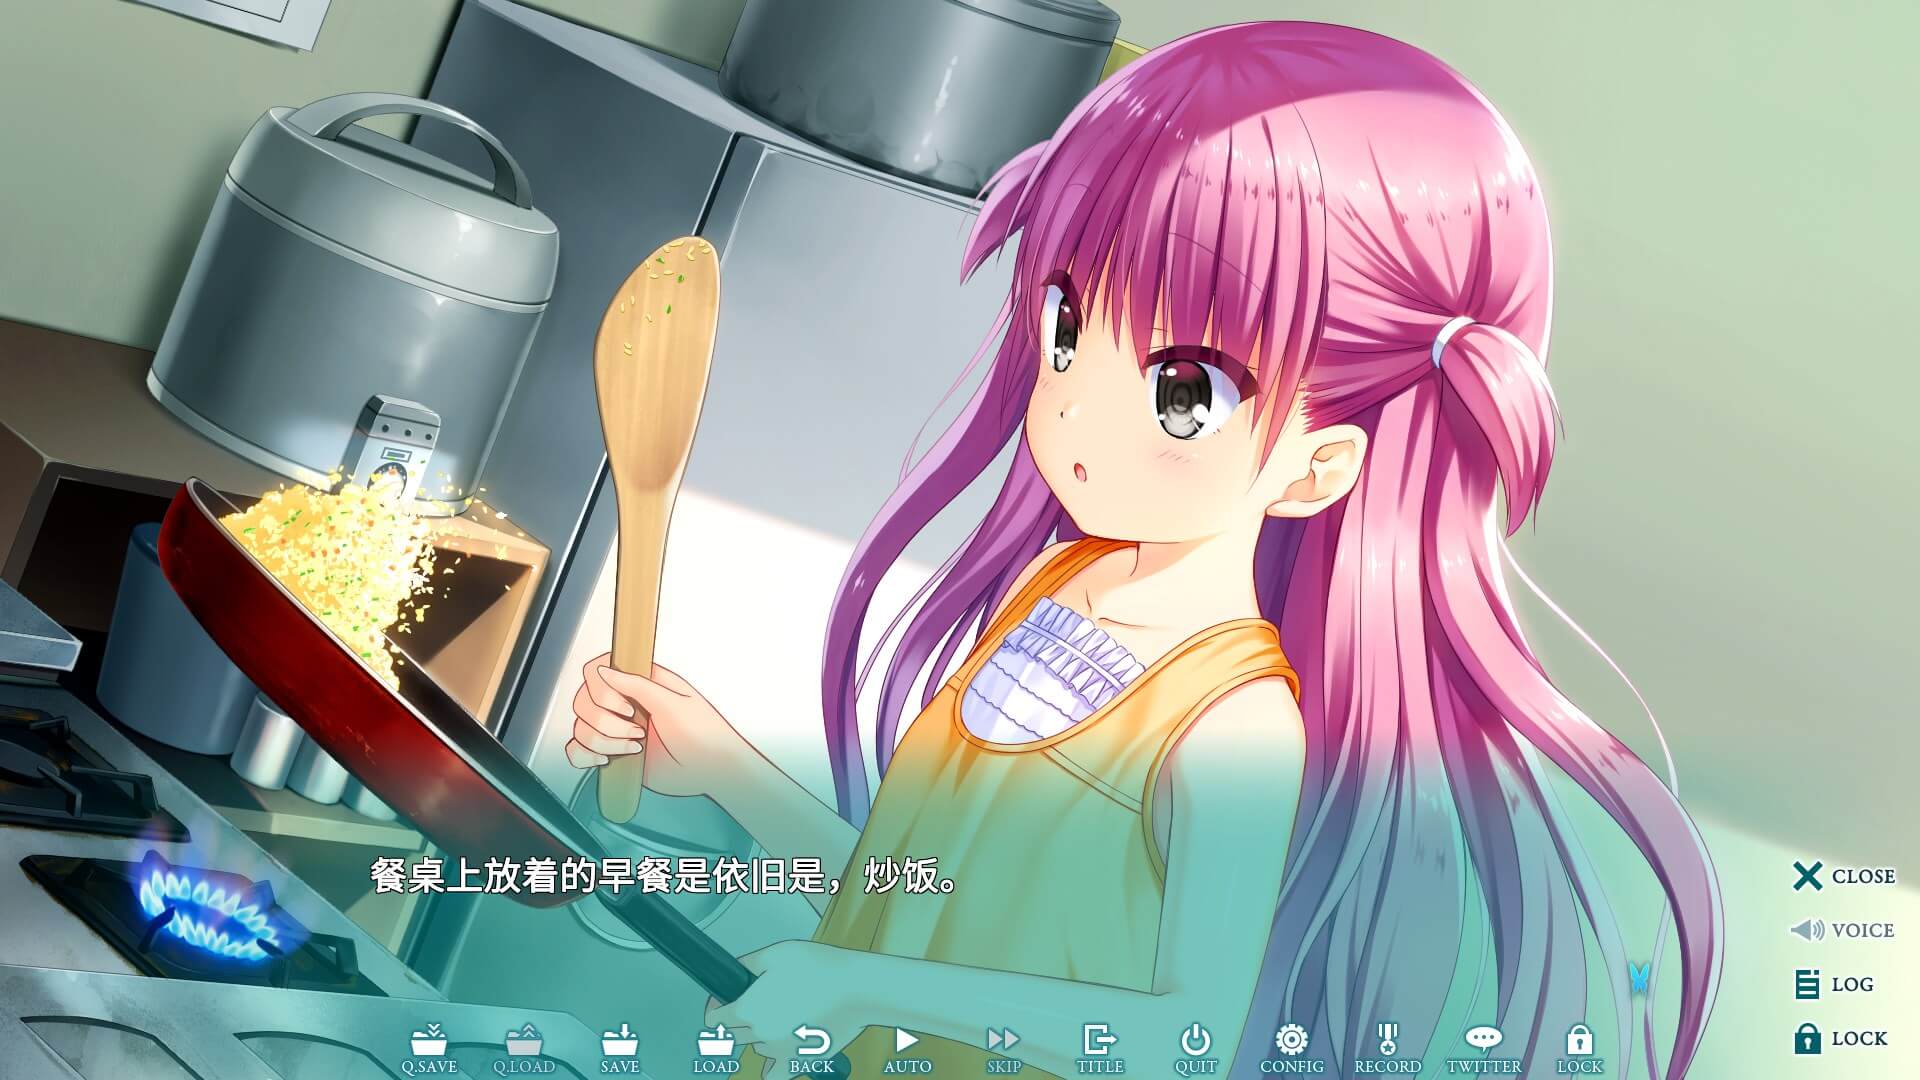 餐桌上放着的早餐是依旧是，炒饭。
CLOSE
VOICE
LOG
LOCK
Q.SAVE Q.LOAD SAVE LOAD BACK AUTO SKIP TITLE QUIT CONFIG RECORD TWITTER LOCK